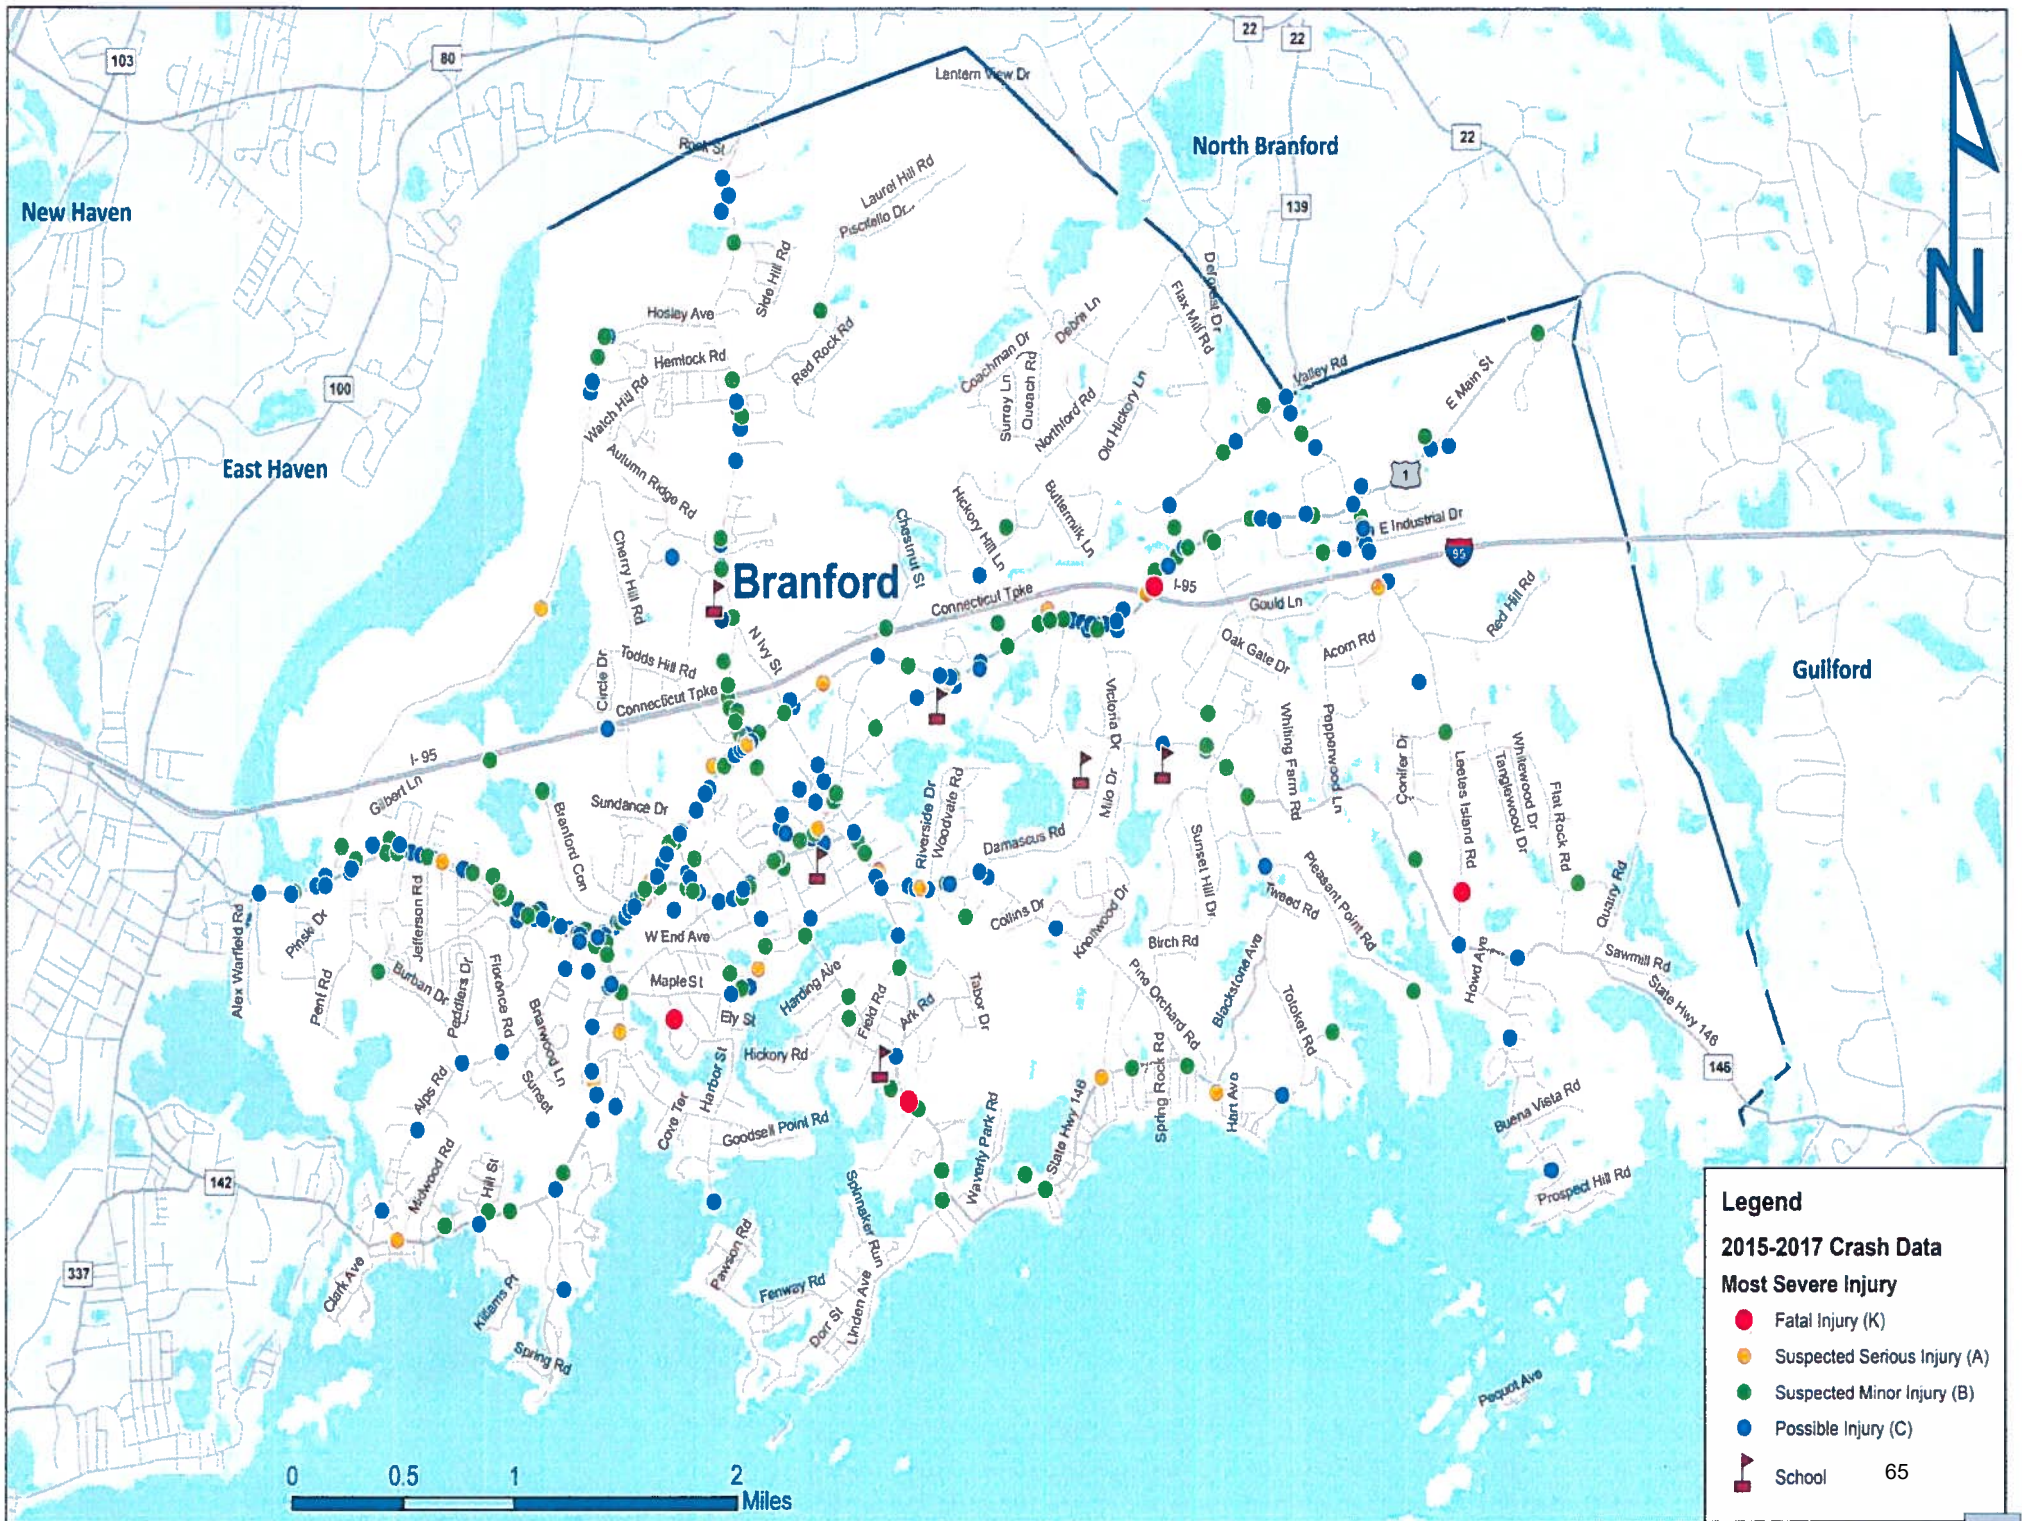 22
22
103
80
Lantern View Dr
22
Rock St
North Branford
Laurel Hill Rd
139
New Haven
Piscitello Dr
Side Hill Rd
Deforest Dr
Flax Mill Rd
Hosley Ave
Debra Ln
Coachman Dr
Red Rock Rd
Hemlock Rd
Valley Rd
E Main St
100
Watch Hill Rd
Surrey Ln
Queach Rd
Northford Rd
Old Hickory Ln
East Haven
Autumn Ridge Rd
1
Hickory Hill Ln
Buttermilk Ln
Chestnut St
E Industrial Dr
Cherry Hill Rd
95
Branford
I-95
Connecticut Tpke
Gould Ln
Red Hill Rd
N Ivy St
Oak Gate Dr
Acorn Rd
Todds Hill Rd
Guilford
Circle Dr
Connecticut Tpke
Victoria Dr
Whiting Farm Rd
Pepperwood Ln
Conifer Dr
Leetes Island Rd
Whitewood Dr
Tanglewood Dr
Flat Rock Rd
I-95
Gilbert Ln
Sundance Dr
Branford Con
Riverside Dr
Woodvale Rd
Milo Dr
Damascus Rd
Sunset Hill Dr
Pleasant Point Rd
Quarry Rd
Alex Warfield Rd
Pinski Dr
Jefferson Rd
Tweed Rd
Collins Dr
Knollwood Dr
W End Ave
Birch Rd
Blackstone Ave
Howd Ave
Sawmill Rd
Pent Rd
Burban Dr
Peddlers Dr
Florence Rd
Maple St
Harding Ave
Tabor Dr
Pine Orchard Rd
Totoket Rd
State Hwy 146
Briarwood Ln
Ely St
Field Rd
Ark Rd
Hickory Rd
146
Alps Rd
Sunset
Harbor St
Cove Ter
Goodsell Point Rd
Waverly Park Rd
State Hwy 146
Spring Rock Rd
Hart Ave
Buena Vista Rd
Midwood Rd
142
Hill St
Prospect Hill Rd
Spinnaker Run
Pawson Rd
337
Clark Ave
Killams Pt
Fenway Rd
Dorr St
Linden Ave
Spring Rd
Pequot Ave
Legend
2015-2017 Crash Data
Most Severe Injury
Fatal Injury (K)
Suspected Serious Injury (A)
Suspected Minor Injury (B)
Possible Injury (C)
School
65
0
0.5
1
2
Miles
N